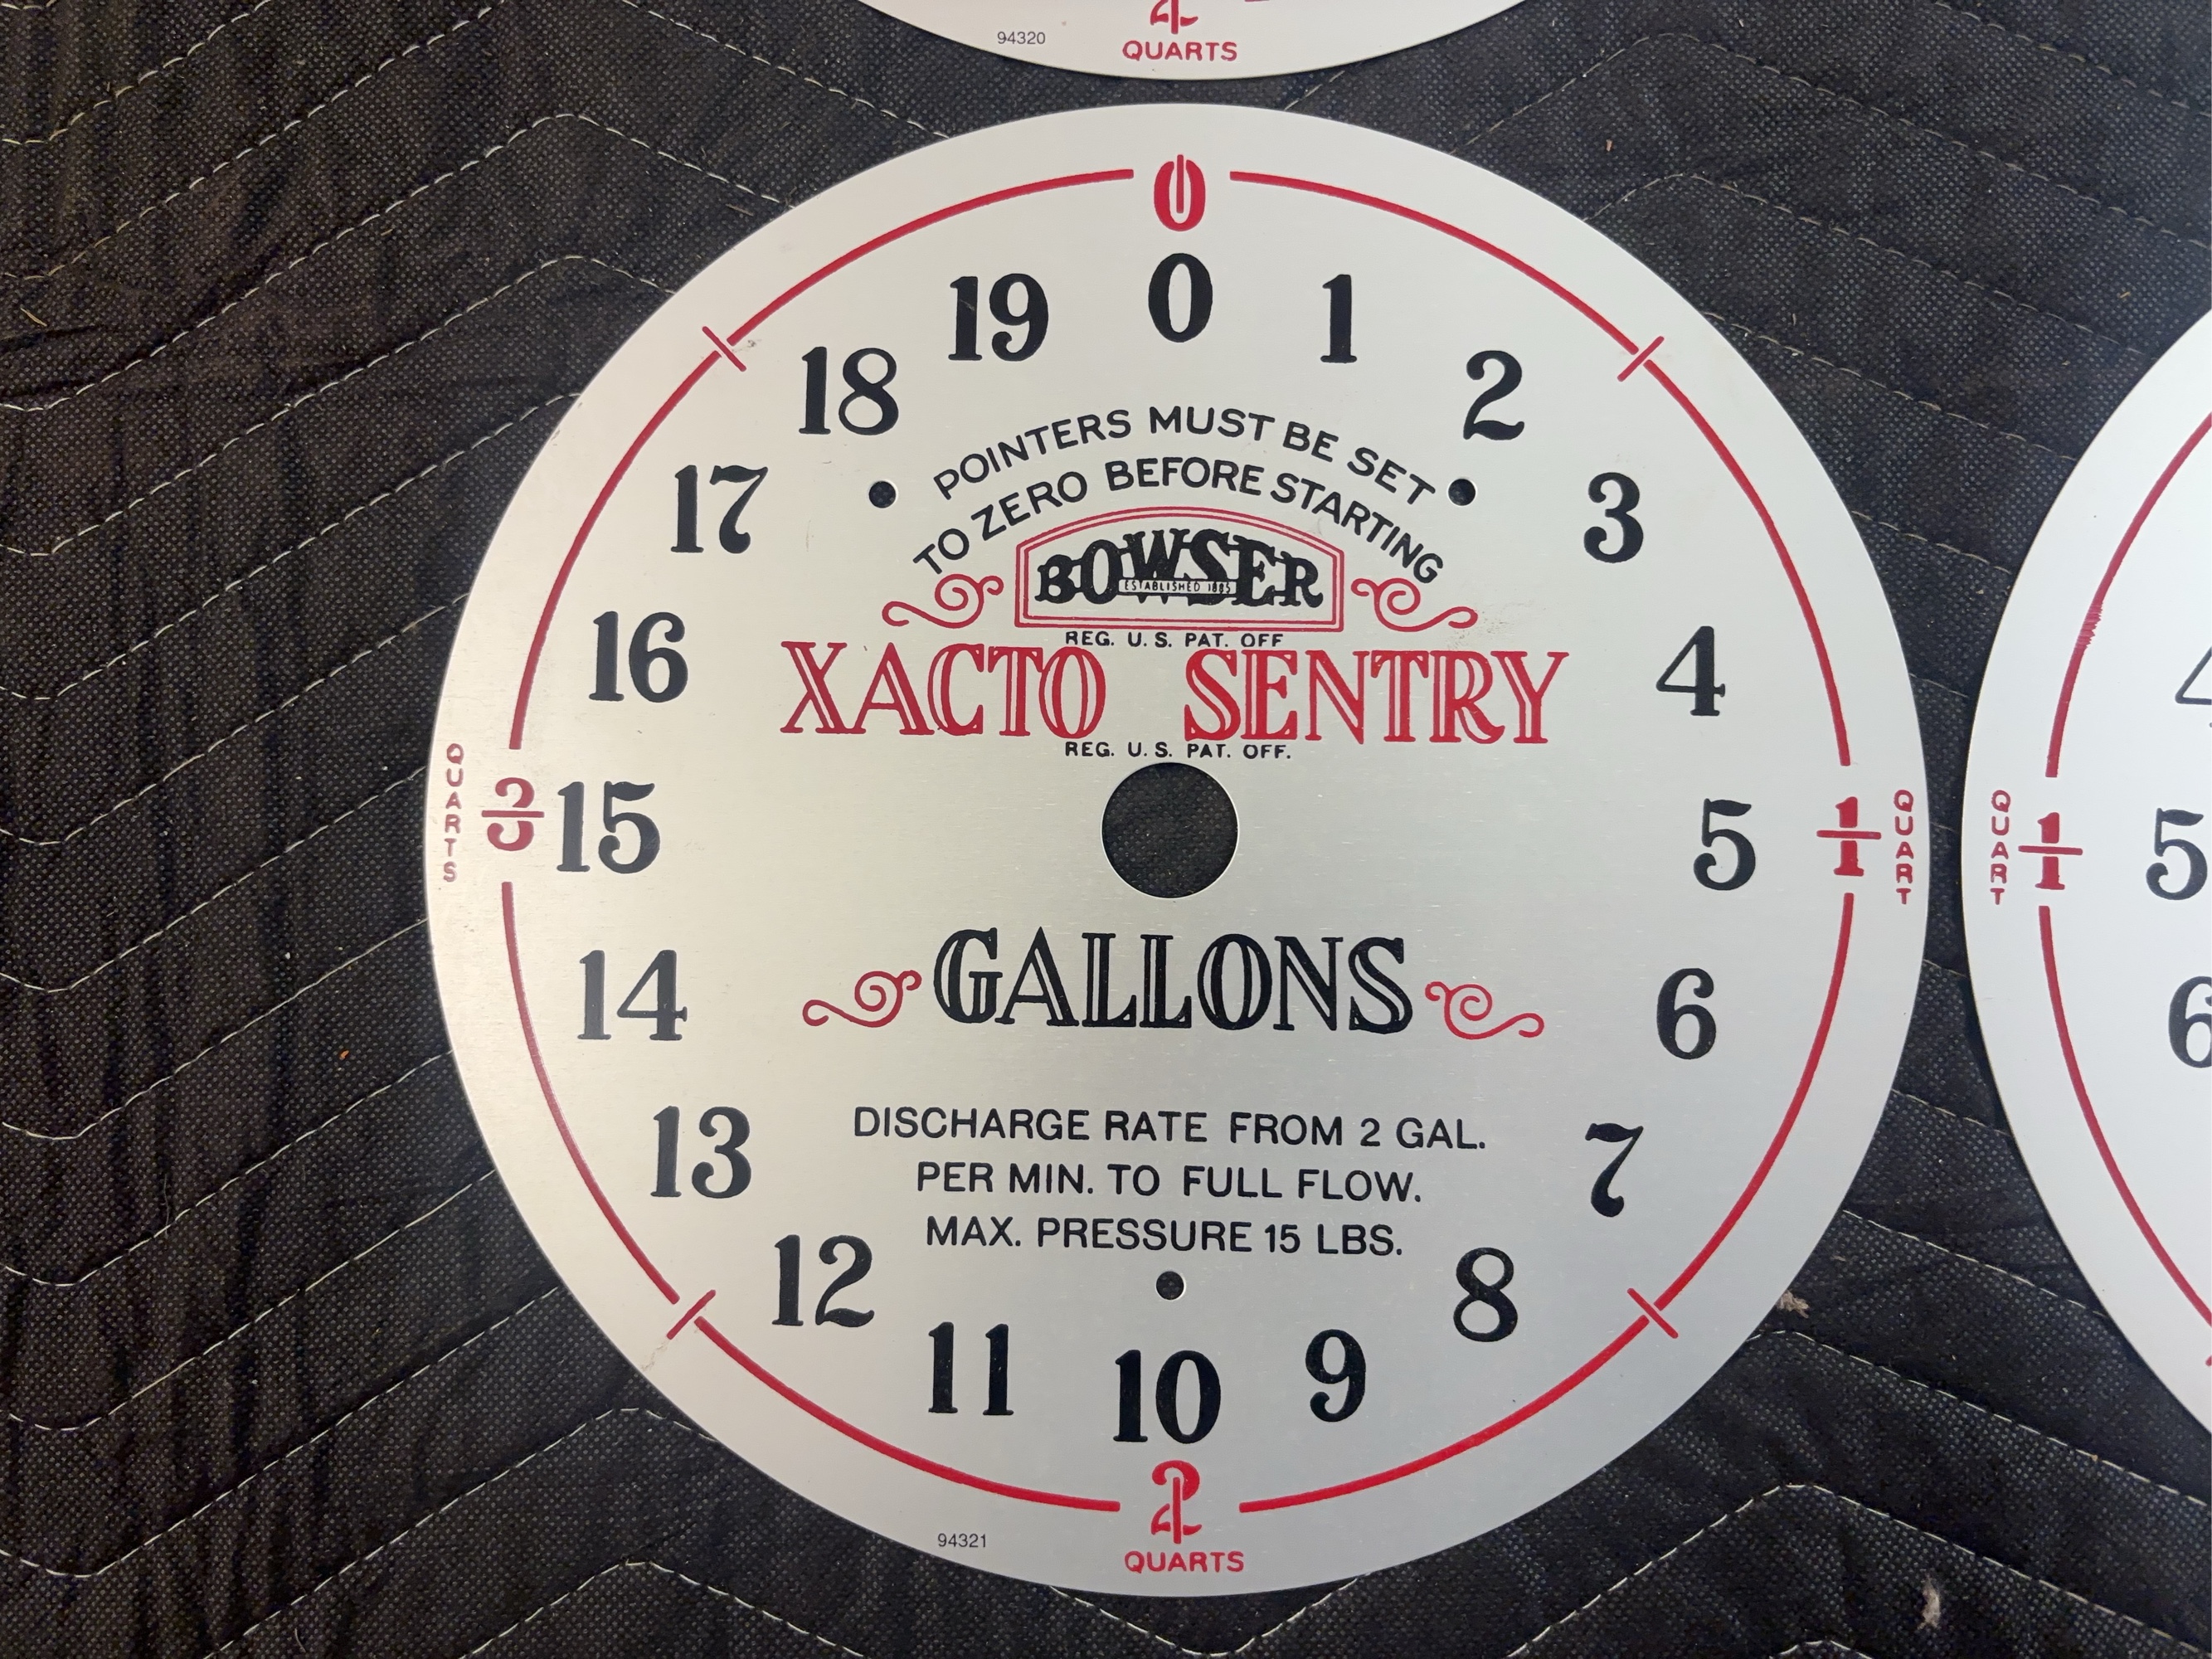 94320
2
QUARTS
0
0
1
2
3
4
5
6
7
8
9
10
11
12
13
14
15
16
17
18
19
POINTERS MUST BE SET
TO ZERO BEFORE STARTING
BOWSER
ESTABLISHED 1885
REG. U. S. PAT. OFF
XACTO SENTRY
REG. U. S. PAT. OFF.
QUARTS
3
1
QUART
GALLONS
DISCHARGE RATE FROM 2 GAL.
PER MIN. TO FULL FLOW.
MAX. PRESSURE 15 LBS.
2
QUARTS
94321
QUART
1
4
5
6